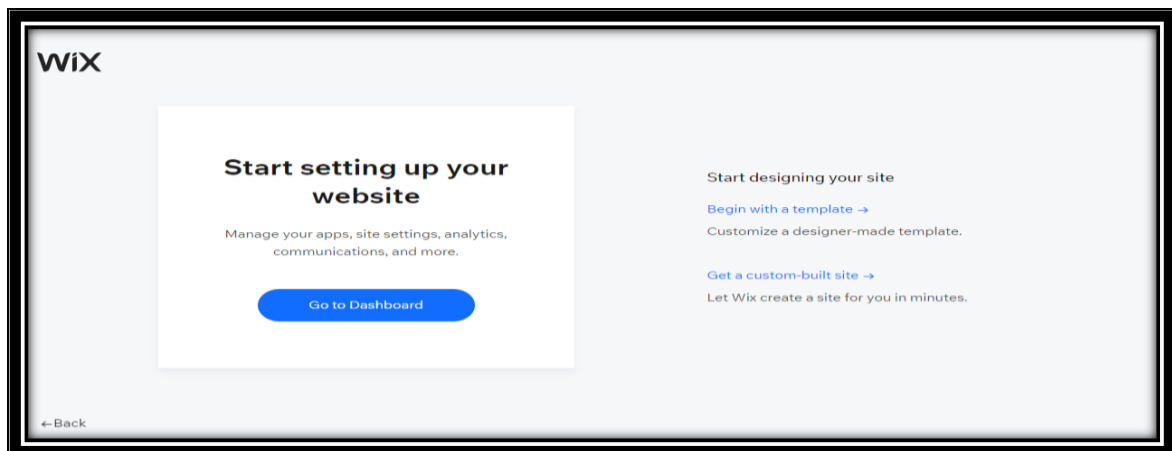 WiX
Start setting up your
website
Manage your apps, site settings, analytics,
communications, and more.
Go to Dashboard
Start designing your site
Begin with a template →
Customize a designer-made template.
Get a custom-built site →
Let Wix create a site for you in minutes.
←Back